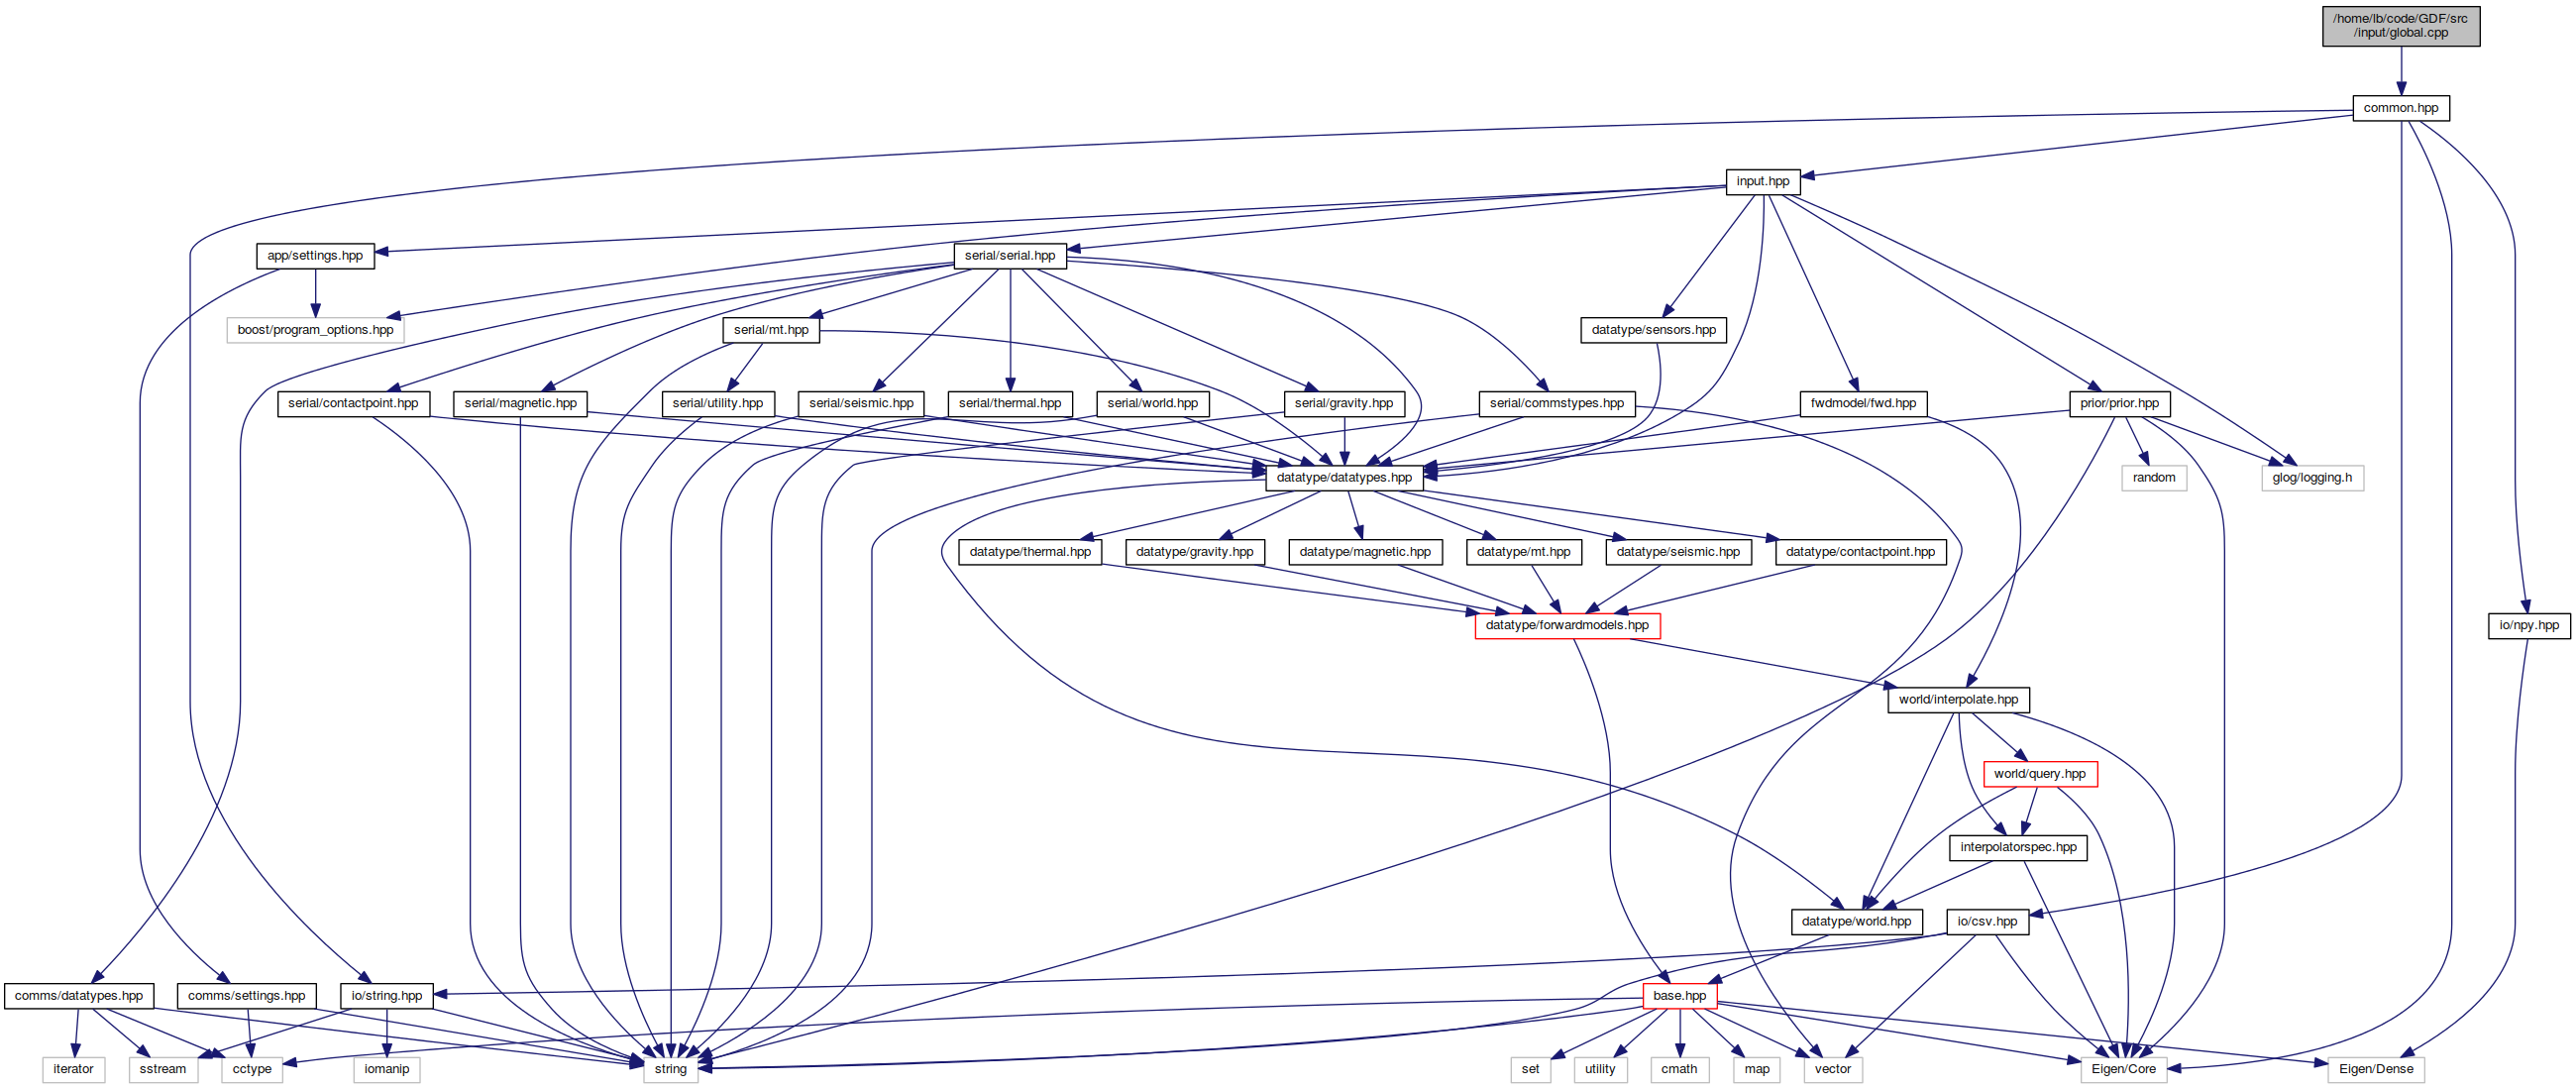 /home/lb/code/GDF/src
/input/global.cpp
common.hpp
input.hpp
app/settings.hpp
serial/serial.hpp
boost/program_options.hpp
serial/mt.hpp
datatype/sensors.hpp
serial/contactpoint.hpp
serial/magnetic.hpp
serial/utility.hpp
serial/seismic.hpp
serial/thermal.hpp
serial/world.hpp
serial/gravity.hpp
serial/commstypes.hpp
fwdmodel/fwd.hpp
prior/prior.hpp
datatype/datatypes.hpp
random
glog/logging.h
datatype/thermal.hpp
datatype/gravity.hpp
datatype/magnetic.hpp
datatype/mt.hpp
datatype/seismic.hpp
datatype/contactpoint.hpp
datatype/forwardmodels.hpp
io/npy.hpp
world/interpolate.hpp
world/query.hpp
interpolatorspec.hpp
datatype/world.hpp
io/csv.hpp
comms/datatypes.hpp
comms/settings.hpp
io/string.hpp
base.hpp
iterator
sstream
cctype
iomanip
string
set
utility
cmath
map
vector
Eigen/Core
Eigen/Dense